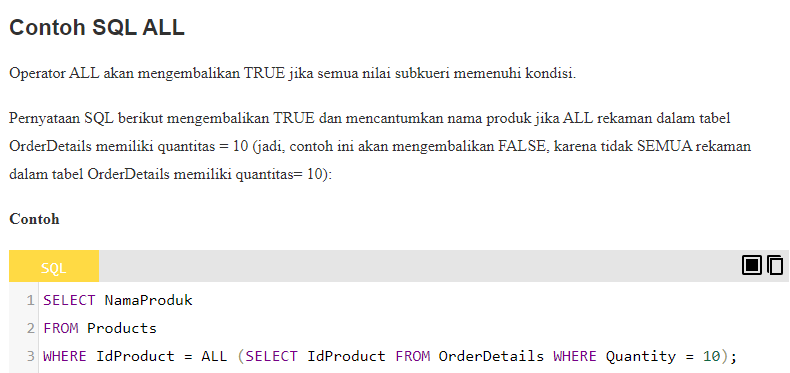 Contoh SQL ALL
Operator ALL akan mengembalikan TRUE jika semua nilai subkueri memenuhi kondisi.
Pernyataan SQL berikut mengembalikan TRUE dan mencantumkan nama produk jika ALL rekaman dalam tabel
OrderDetails memiliki quantitas = 10 (jadi, contoh ini akan mengembalikan FALSE, karena tidak SEMUA rekaman
dalam tabel OrderDetails memiliki quantitas= 10):
Contoh
SQL
1 SELECT NamaProduk
2 FROM Products
3 WHERE IdProduct = ALL (SELECT IdProduct FROM OrderDetails WHERE Quantity = 10);